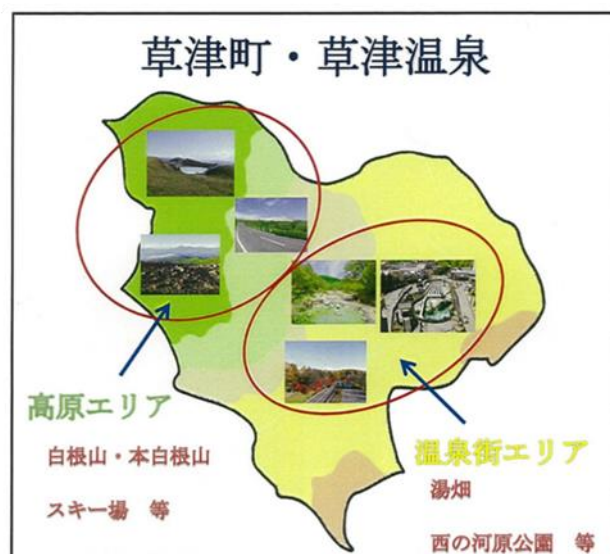 草津町・草津温泉
高原エリア
白根山・本白根山
スキー場 等
温泉街エリア
湯畑
西の河原公園 等